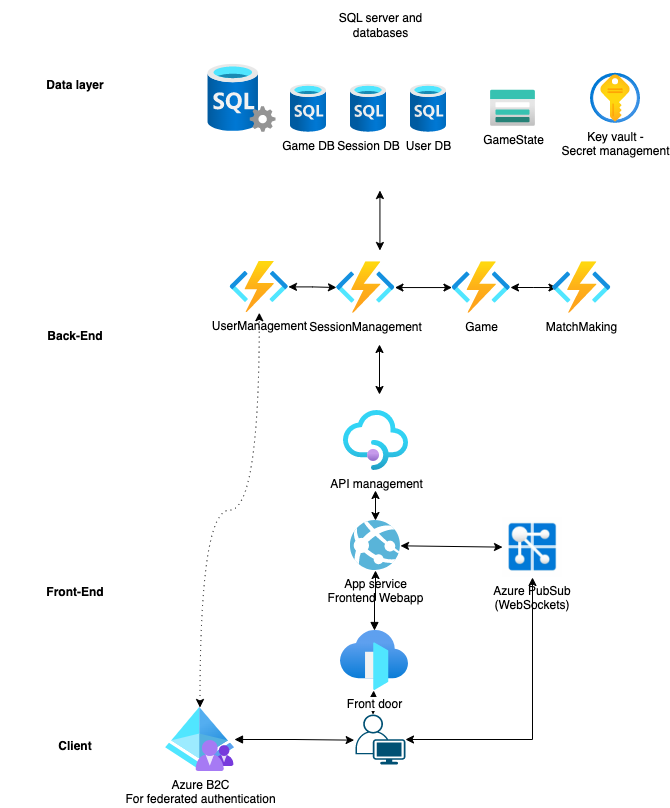 SQL server and
databases
Data layer
SQL
SQL
SQL
SQL
Game DB
Session DB
User DB
GameState
Key vault -
Secret management
UserManagement
SessionManagement
Game
MatchMaking
Back-End
API management
App service
Frontend Webapp
Azure PubSub
(WebSockets)
Front-End
Front door
Client
Azure B2C
For federated authentication